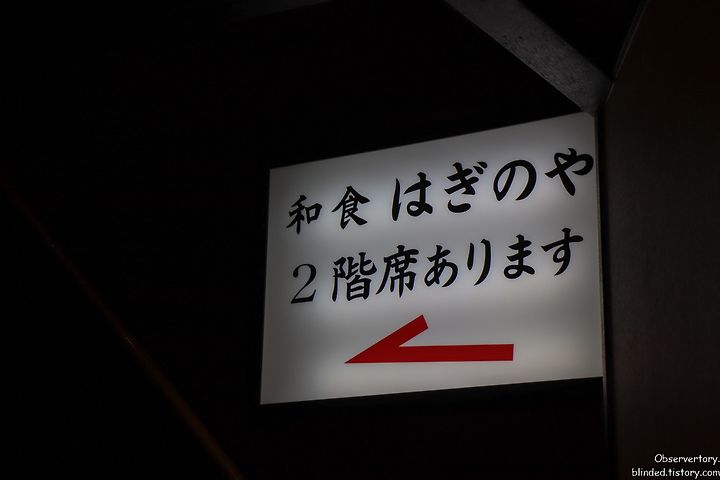 和食 はぎのや
2階席あります
Observertory.
blinded.tistory.com